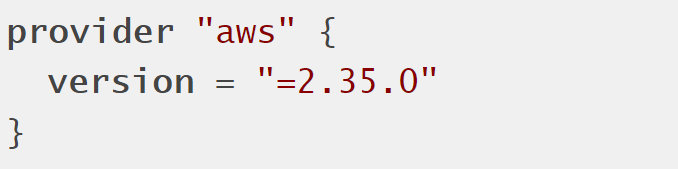 provider "aws" {
  version = "=2.35.0"
}